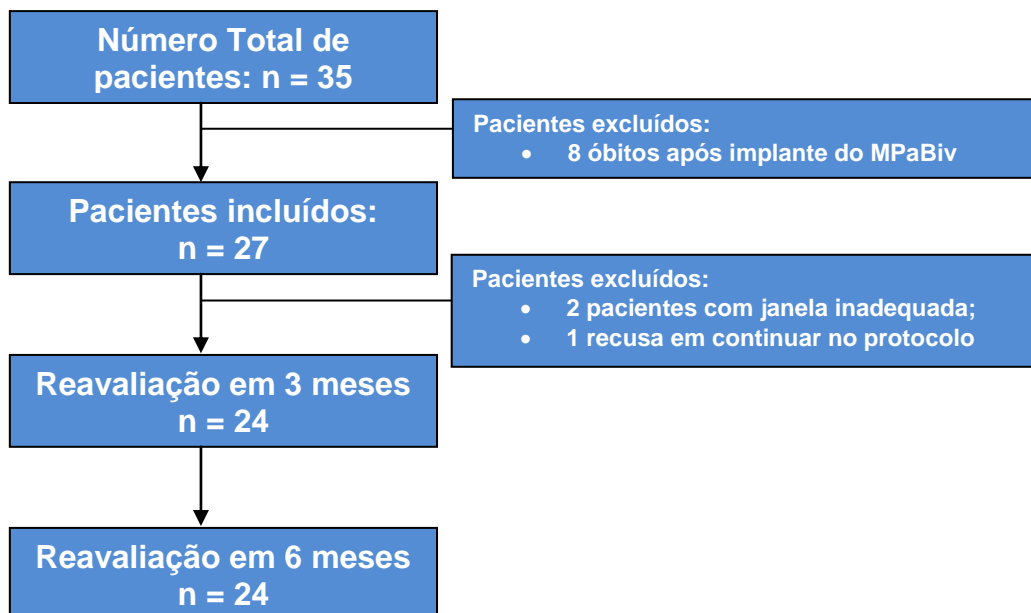 Número Total de
pacientes: n = 35
Pacientes excluídos:
• 8 óbitos após implante do MPaBiv
Pacientes incluídos:
n = 27
Pacientes excluídos:
• 2 pacientes com janela inadequada;
• 1 recusa em continuar no protocolo
Reavaliação em 3 meses
n = 24
Reavaliação em 6 meses
n = 24